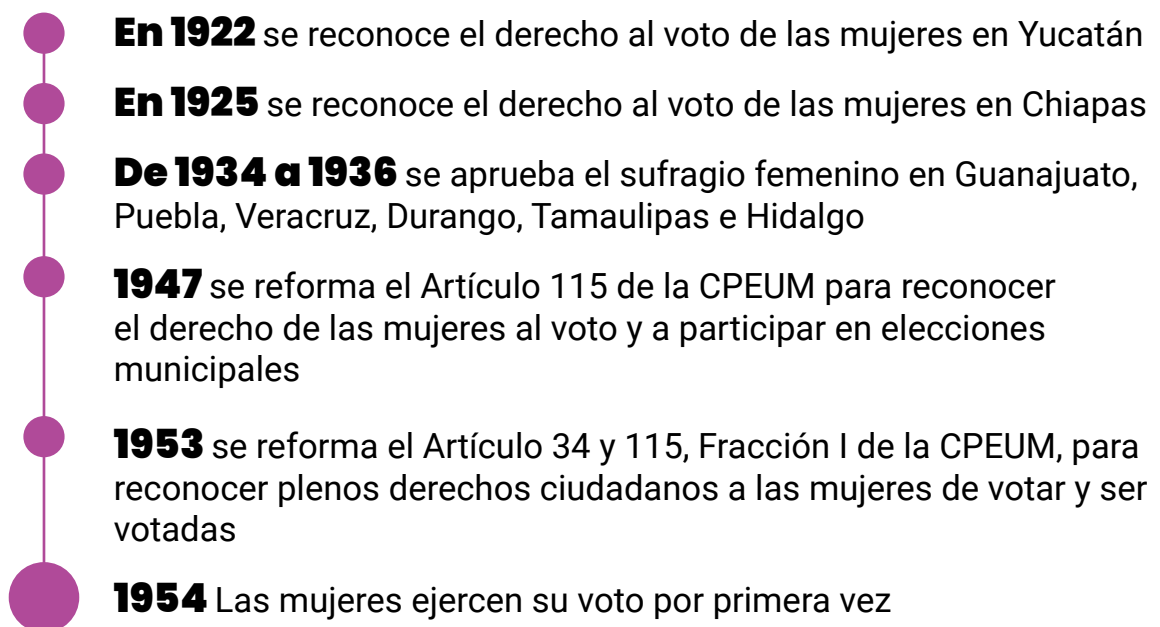 En 1922 se reconoce el derecho al voto de las mujeres en Yucatán
En 1925 se reconoce el derecho al voto de las mujeres en Chiapas
De 1934 a 1936 se aprueba el sufragio femenino en Guanajuato,
Puebla, Veracruz, Durango, Tamaulipas e Hidalgo
1947 se reforma el Artículo 115 de la CPEUM para reconocer
el derecho de las mujeres al voto y a participar en elecciones
municipales
1953 se reforma el Artículo 34 y 115, Fracción I de la CPEUM, para
reconocer plenos derechos ciudadanos a las mujeres de votar y ser
votadas
1954 Las mujeres ejercen su voto por primera vez